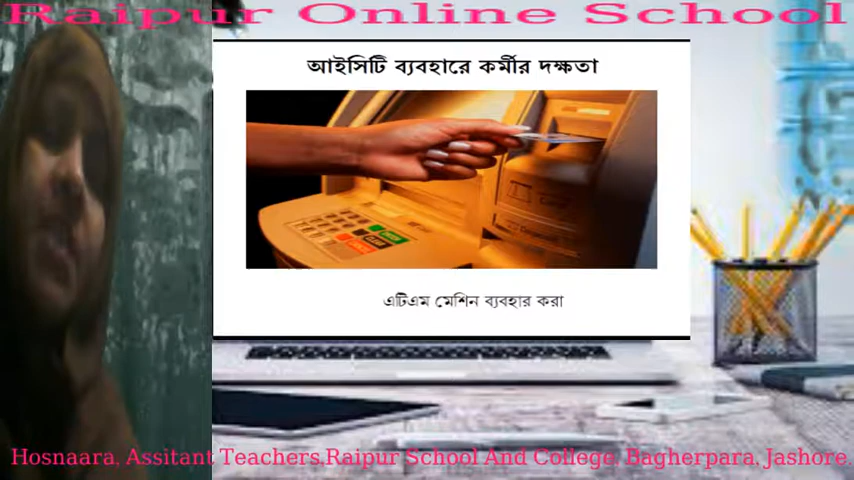 Raipur Online School
আইসিটি ব্যবহারে কর্মীর দক্ষতা
এটিএম মেশিন ব্যবহার করা
Hosnaara, Assitant Teachers,Raipur School And College, Bagherpara, Jashore.